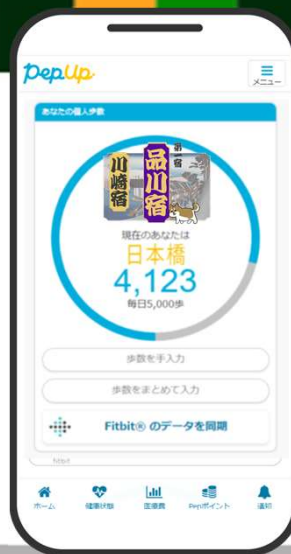 PepUp
メニュー
あなたの個人歩数
川崎宿
品川宿
第一宿
現在のあなたは
日本橋
4,123
毎日5,000歩
歩数を手入力
歩数をまとめて入力
Fitbit® のデータを同期
fitbit
ホーム
健康状態
医療費
Pepポイント
通知